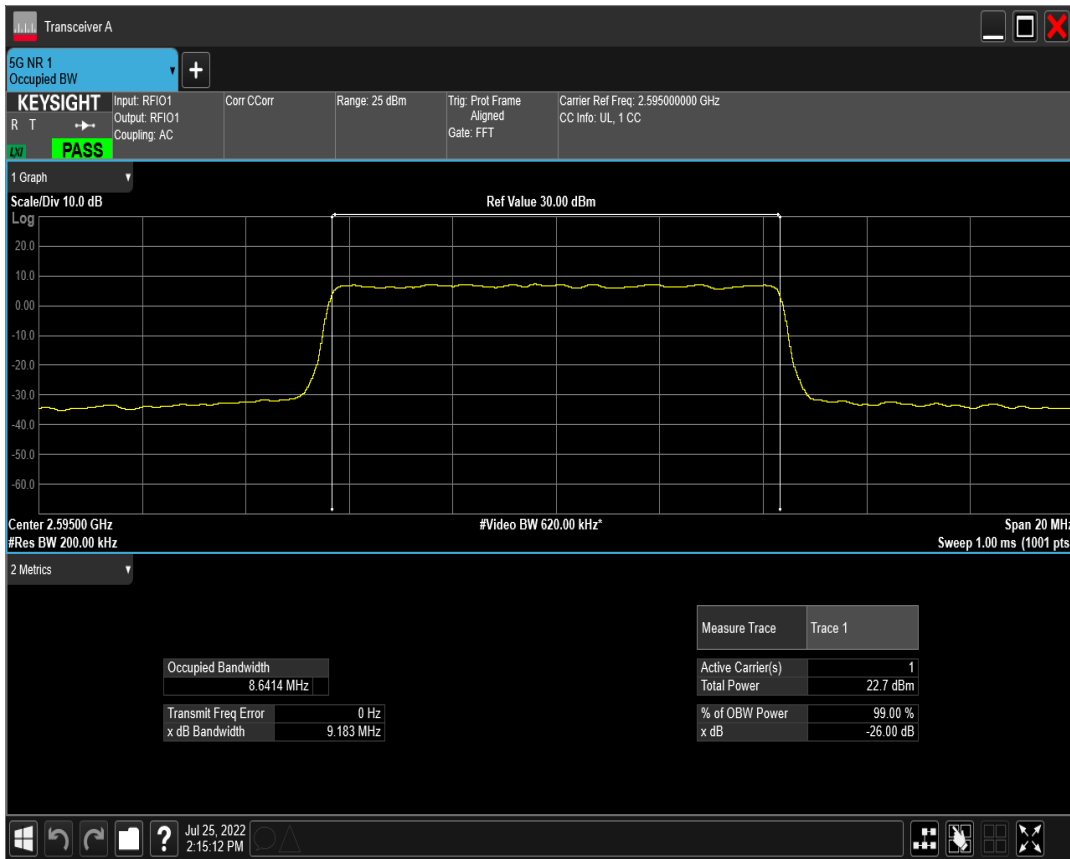 Transceiver A
5G NR 1
Occupied BW
KEYSIGHT
R T
LXI
PASS
Input: RFIO1
Output: RFIO1
Coupling: AC
Corr CCorr
Range: 25 dBm
Trig: Prot Frame
Aligned
Gate: FFT
Carrier Ref Freq: 2.595000000 GHz
CC Info: UL, 1 CC
1 Graph
Scale/Div 10.0 dB
Ref Value 30.00 dBm
Log
20.0
10.0
0.00
-10.0
-20.0
-30.0
-40.0
-50.0
-60.0
Center 2.59500 GHz
#Video BW 620.00 kHz*
Span 20 MHz
#Res BW 200.00 kHz
Sweep 1.00 ms (1001 pts
2 Metrics
Measure Trace Trace 1
Occupied Bandwidth
8.6414 MHz
Active Carrier(s) 1
Total Power 22.7 dBm
Transmit Freq Error 0 Hz
x dB Bandwidth 9.183 MHz
% of OBW Power 99.00 %
x dB -26.00 dB
?
Jul 25, 2022
2:15:12 PM